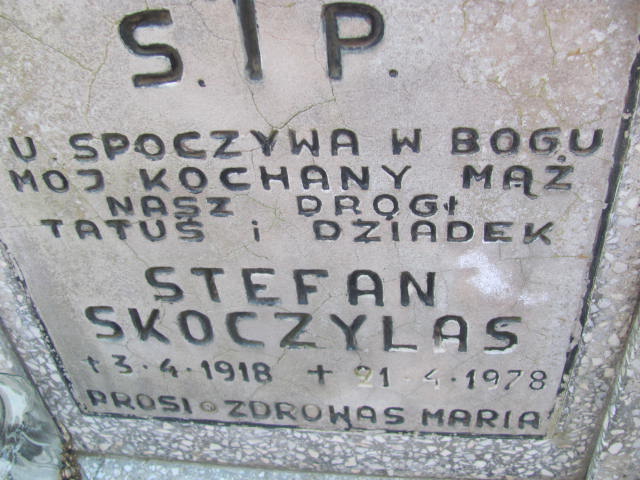 S. † P.
U. SPOCZYWA W BOGU
MÓJ KOCHANY MĄŻ
NASZ DROGI
TATUŚ i DZIADEK
STEFAN
SKOCZYLAS
† 3.4.1918 + 21.4.1978
PROSI O ZDROWAŚ MARIA